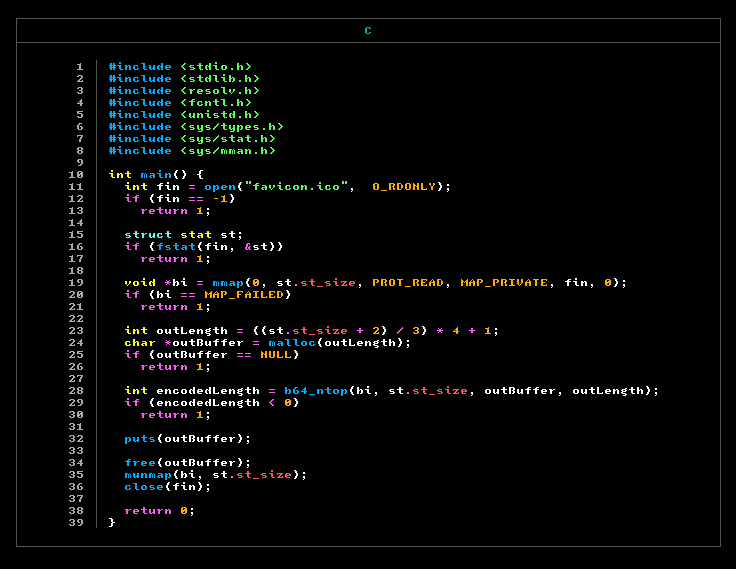 C
1 #include <stdio.h>
2 #include <stdlib.h>
3 #include <resolv.h>
4 #include <fcntl.h>
5 #include <unistd.h>
6 #include <sys/types.h>
7 #include <sys/stat.h>
8 #include <sys/mman.h>
9
10 int main() {
11   int fin = open("favicon.ico",  O_RDONLY);
12   if (fin == -1)
13     return 1;
14
15   struct stat st;
16   if (fstat(fin, &st))
17     return 1;
18
19   void *bi = mmap(0, st.st_size, PROT_READ, MAP_PRIVATE, fin, 0);
20   if (bi == MAP_FAILED)
21     return 1;
22
23   int outLength = ((st.st_size + 2) / 3) * 4 + 1;
24   char *outBuffer = malloc(outLength);
25   if (outBuffer == NULL)
26     return 1;
27
28   int encodedLength = b64_ntop(bi, st.st_size, outBuffer, outLength);
29   if (encodedLength < 0)
30     return 1;
31
32   puts(outBuffer);
33
34   free(outBuffer);
35   munmap(bi, st.st_size);
36   close(fin);
37
38   return 0;
39 }